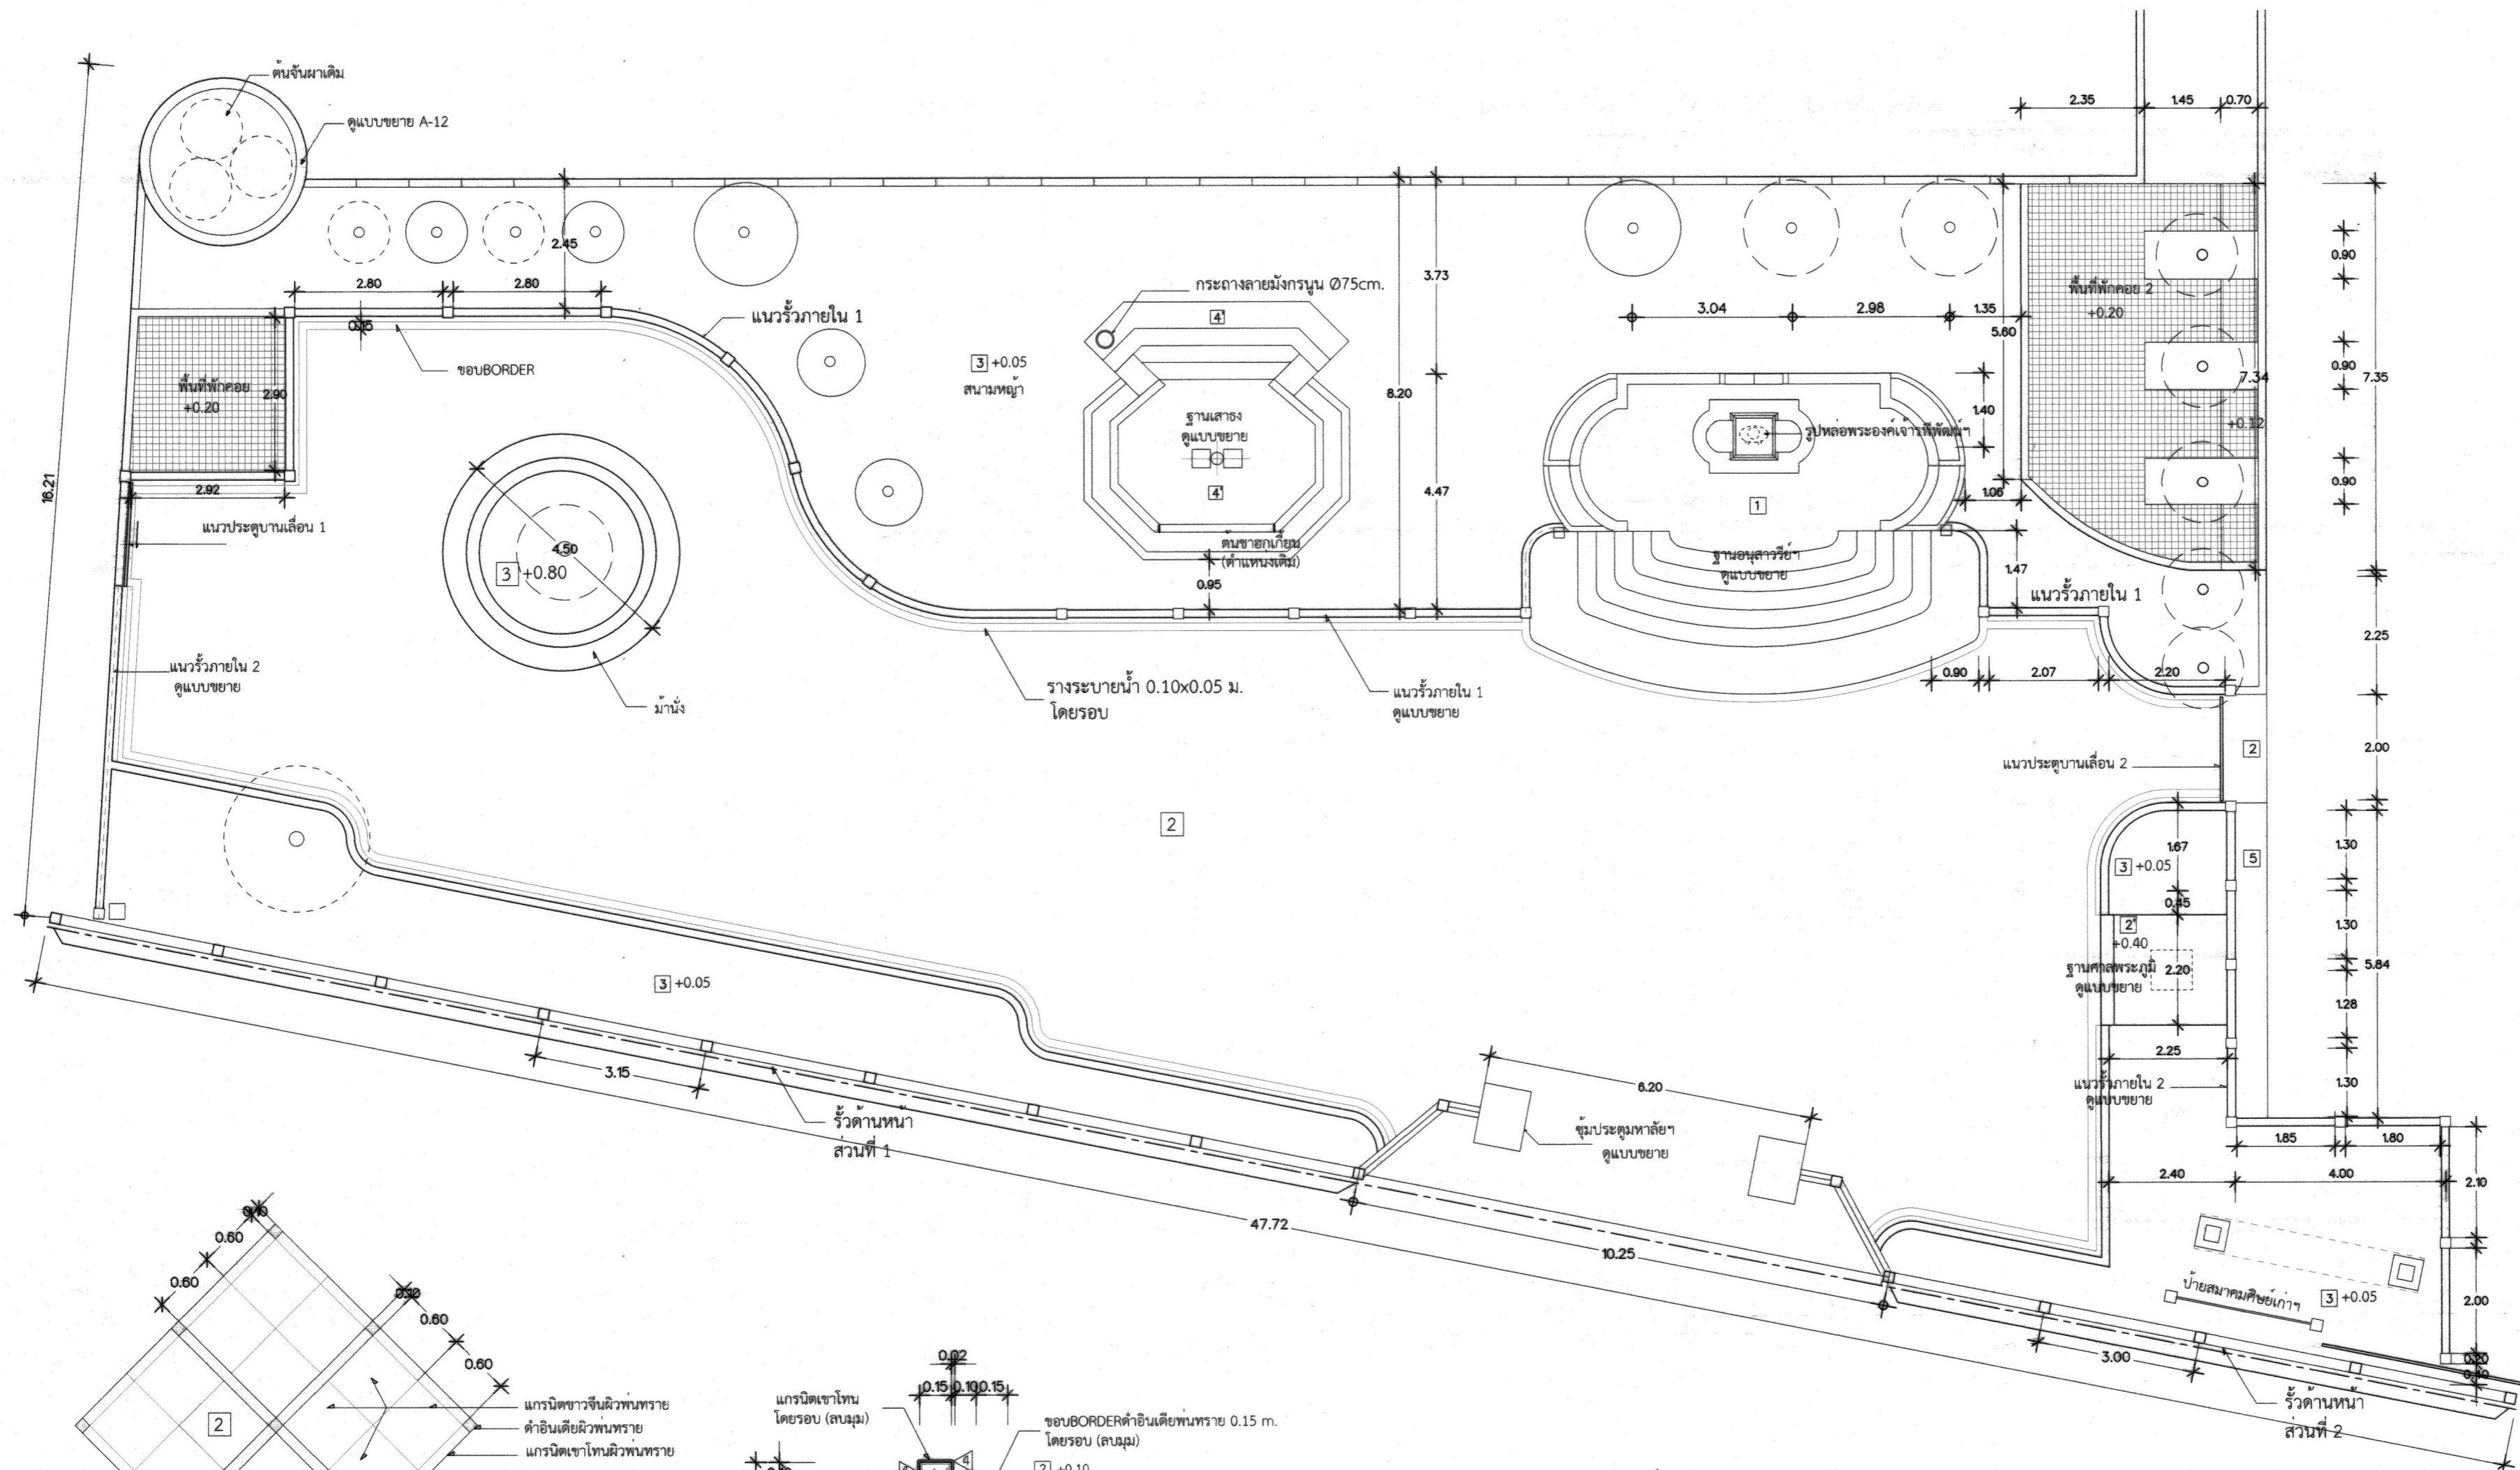 ต้นจันผาเดิม
ดูแบบขยาย A-12
2.35
1.45
0.70
2.45
2.80
2.80
0.15
ขอบBORDER
แนวรั้วภายใน 1
กระถางลายมังกรนูน Ø75cm.
4'
3 +0.05
สนามหญ้า
3.73
8.20
4.47
3.04
2.98
1.35
5.60
พื้นที่พักคอย 2
+0.20
0.90
0.90
0.90
7.34
7.35
+0.12
พื้นที่พักคอย
+0.20
2.90
2.92
16.21
ฐานเสาธง
ดูแบบขยาย
4'
1.40
1.06
1
แนวประตูบานเลื่อน 1
4.50
3 +0.80
ต้นชาฮกเกี้ยน
(ตำแหน่งเดิม)
0.95
ฐานอนุสาวรีย์ฯ
ดูแบบขยาย
1.47
แนวรั้วภายใน 1
2.25
แนวรั้วภายใน 2
ดูแบบขยาย
ม้านั่ง
รางระบายน้ำ 0.10x0.05 ม.
โดยรอบ
แนวรั้วภายใน 1
ดูแบบขยาย
0.90
2.07
2.20
2.00
2
แนวประตูบานเลื่อน 2
2
5
1.67
1.30
3 +0.05
0.45
1.30
2'
+0.40
ฐานศาลพระภูมิ
ดูแบบขยาย
2.20
5.84
1.28
2.25
1.30
แนวรั้วภายใน 2
ดูแบบขยาย
3 +0.05
3.15
รั้วด้านหน้า
ส่วนที่ 1
6.20
ซุ้มประตูมหาลัยฯ
ดูแบบขยาย
1.85
1.80
2.40
4.00
2.10
47.72
10.25
ป้ายสมาคมศิษย์เก่าฯ
3 +0.05
2.00
0.20
3.00
รั้วด้านหน้า
ส่วนที่ 2
0.60
0.60
0.60
0.60
2
แกรนิตขาวจีนผิวพ่นทราย
ดำอินเดียผิวพ่นทราย
แกรนิตเขาโทนผิวพ่นทราย
0.02
0.15
0.10
0.15
แกรนิตเขาโทน
โดยรอบ (ลบมุม)
ขอบBORDERดำอินเดียพ่นทราย 0.15 m.
โดยรอบ (ลบมุม)
4
2 +0.10